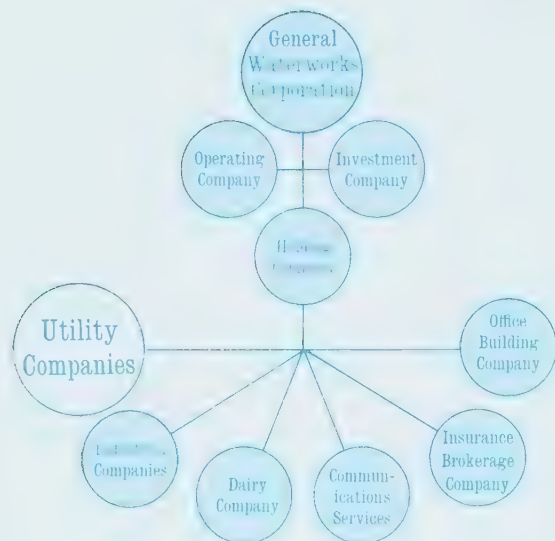 General
Waterworks
Corporation
Operating
Company
Investment
Company
Utility
Companies
Office
Building
Company
Companies
Dairy
Company
Commun-
ications
Services
Insurance
Brokerage
Company